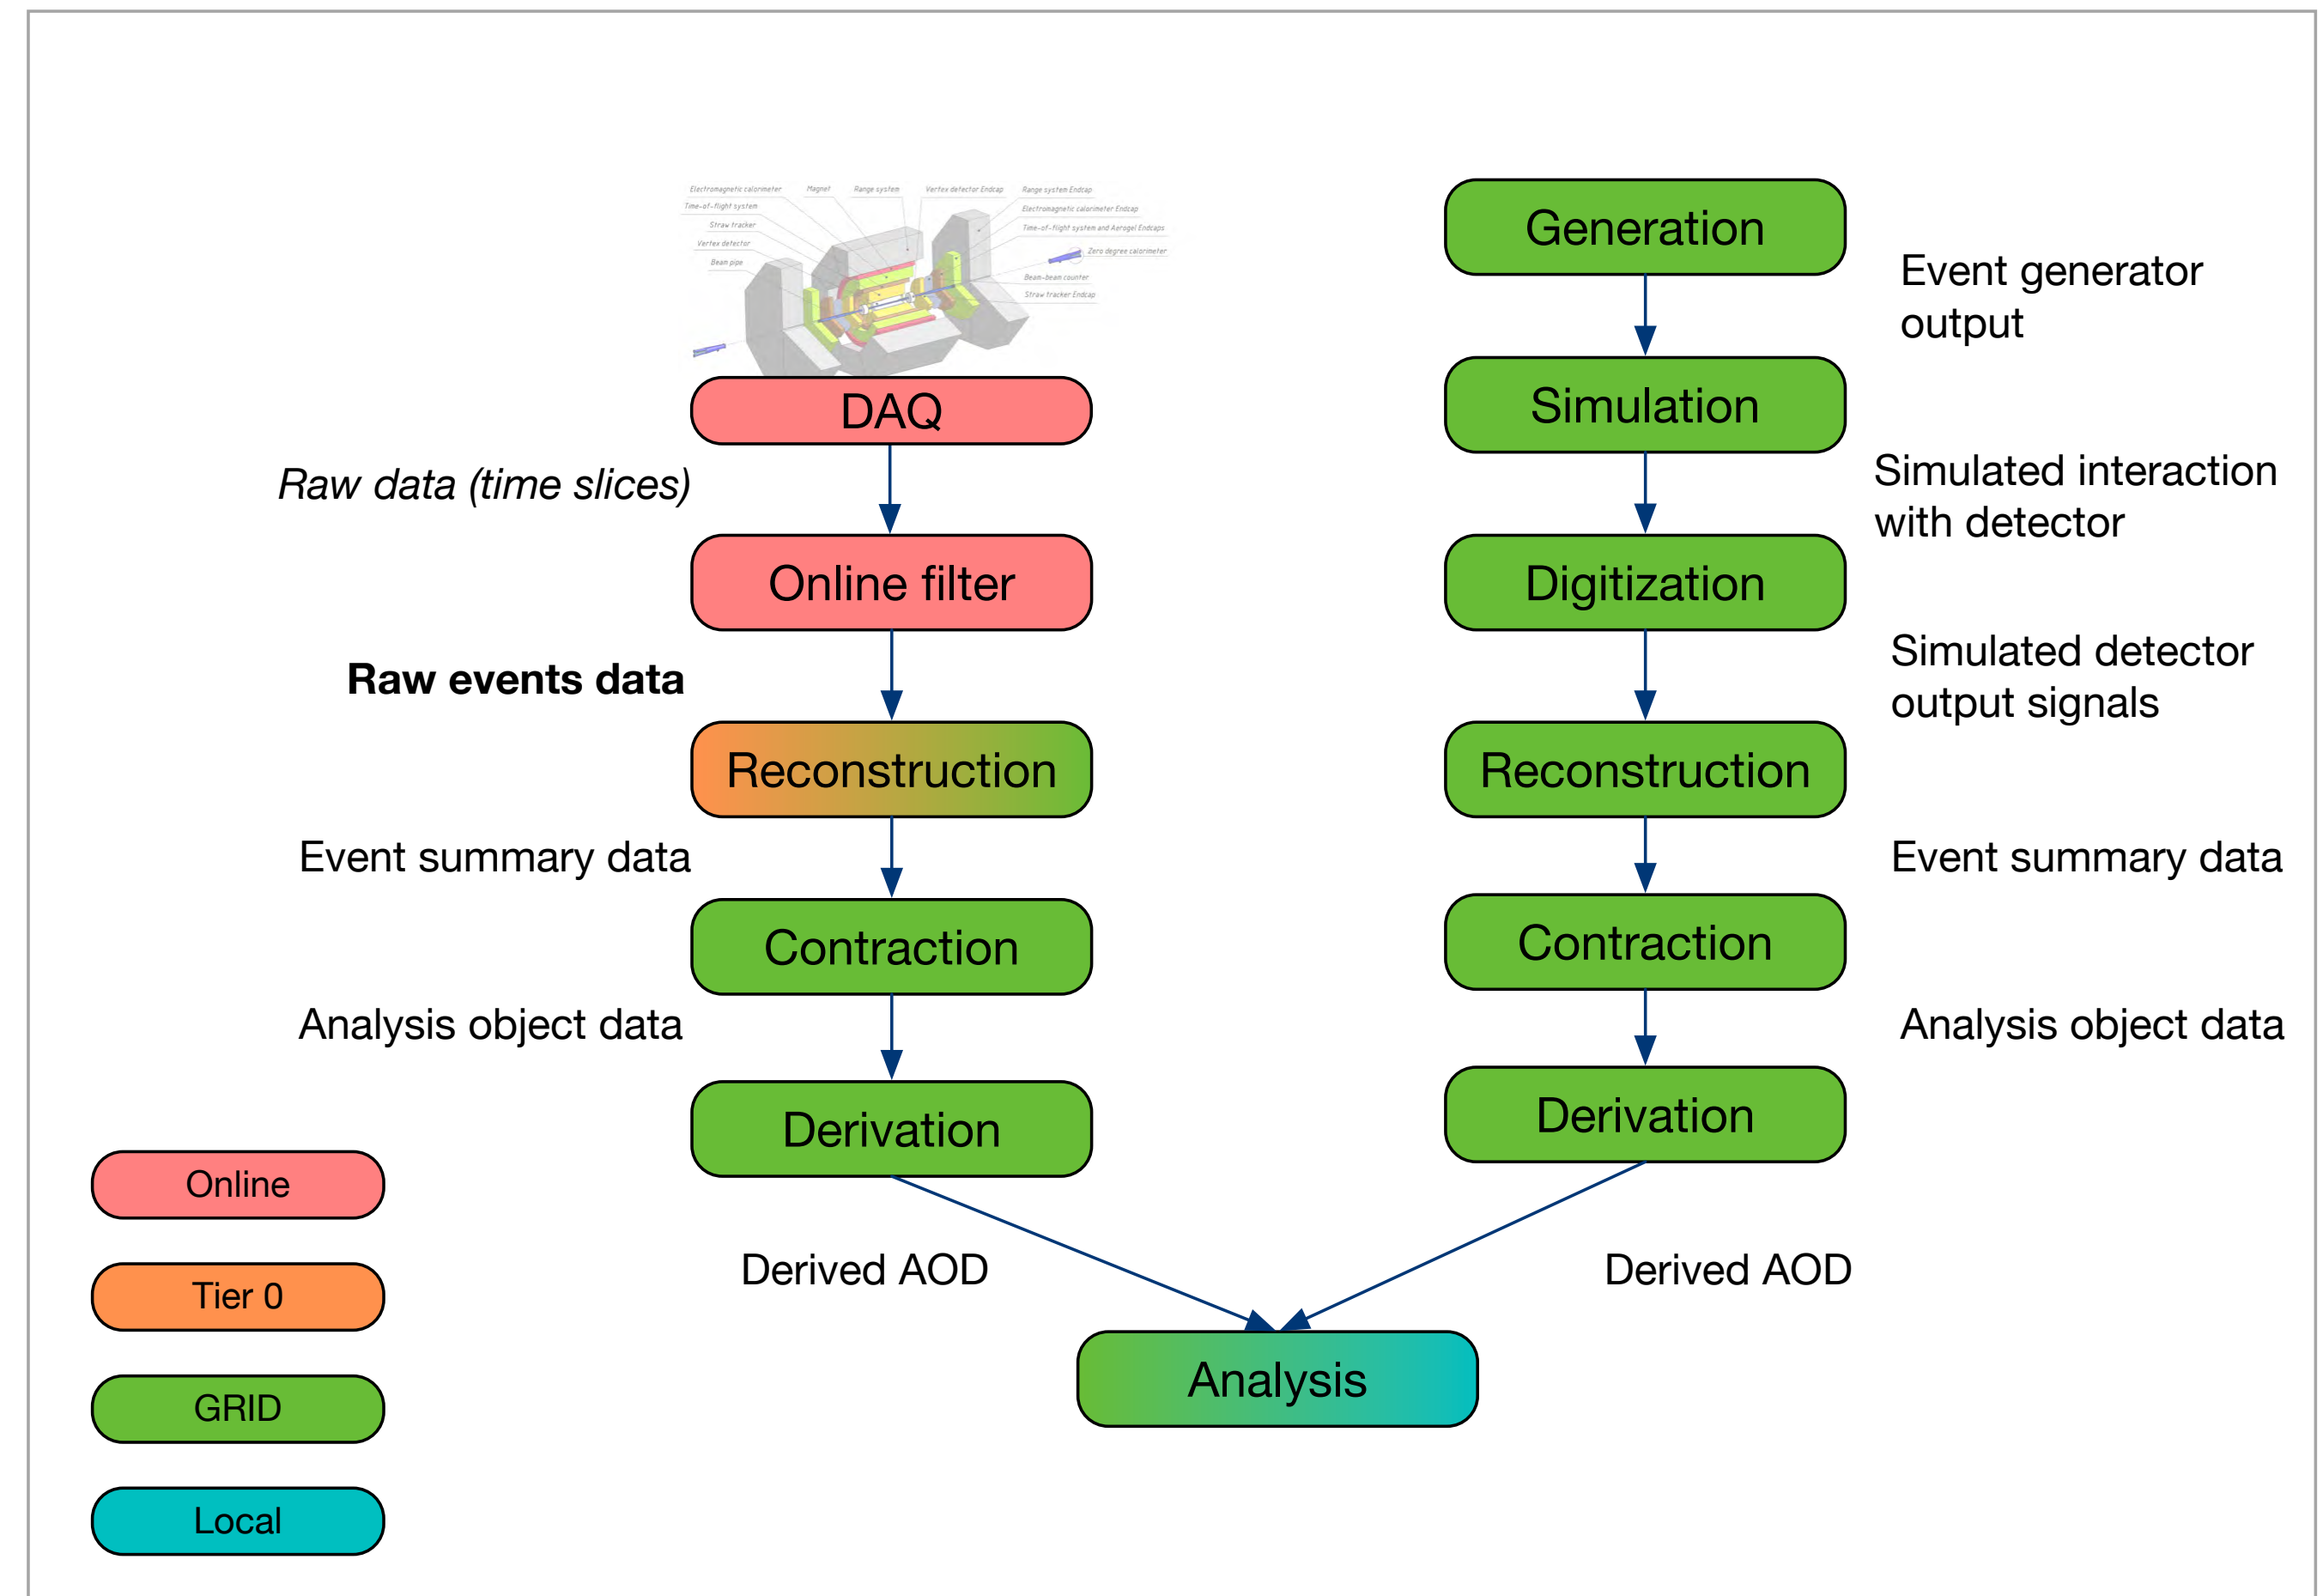 Electromagnetic calorimeter
Magnet
Range system
Vertex detector Endcap
Range system Endcap
Time-of-flight system
Electromagnetic calorimeter Endcap
Straw tracker
Time-of-flight system and Aerogel Endcaps
Vertex detector
Zero degree calorimeter
Beam pipe
Beam-beam counter
Straw tracker Endcap
DAQ
Raw data (time slices)
Online filter
Raw events data
Reconstruction
Event summary data
Contraction
Analysis object data
Derivation
Derived AOD
Generation
Event generator
output
Simulation
Simulated interaction
with detector
Digitization
Simulated detector
output signals
Reconstruction
Event summary data
Contraction
Analysis object data
Derivation
Derived AOD
Analysis
Online
Tier 0
GRID
Local